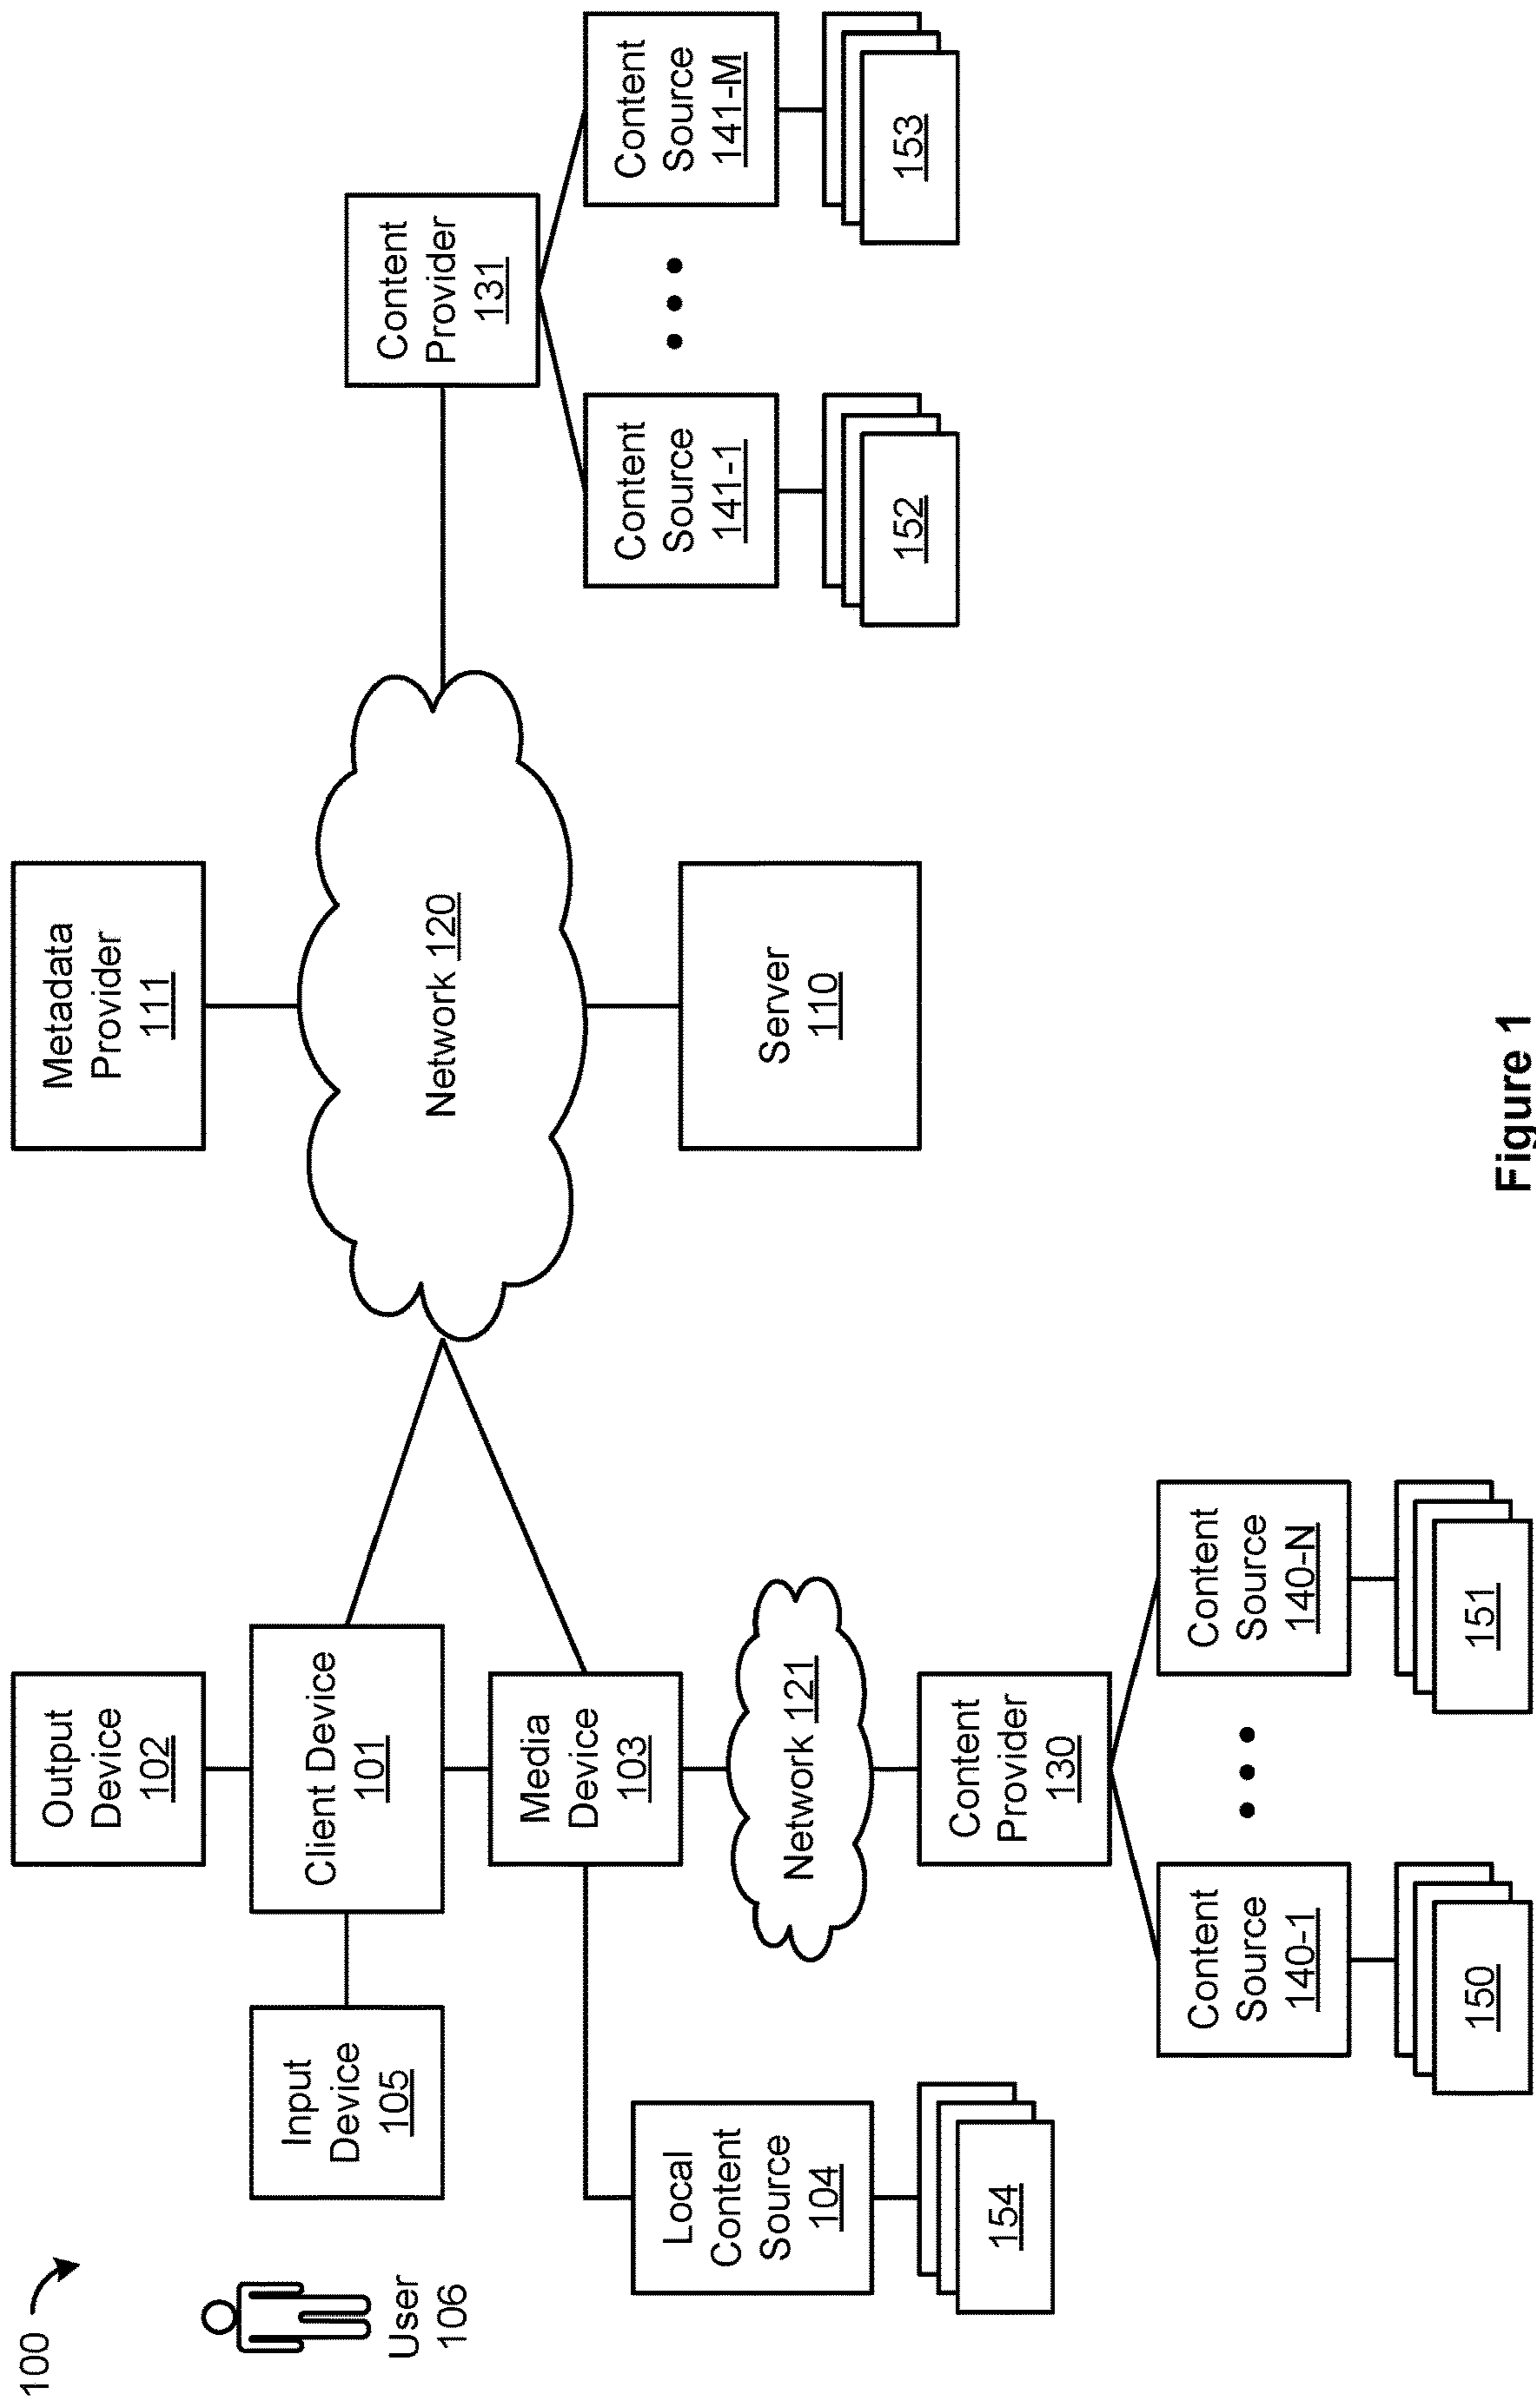 100
User
106
Input
Device
105
Output
Device
102
Client Device
101
Media
Device
103
Local
Content
Source
104
154
Network 121
Content
Provider
130
Content
Source
140-1
150
Content
Source
140-N
151
Metadata
Provider
111
Network 120
Server
110
Content
Provider
131
Content
Source
141-1
152
Content
Source
141-M
153
Figure 1